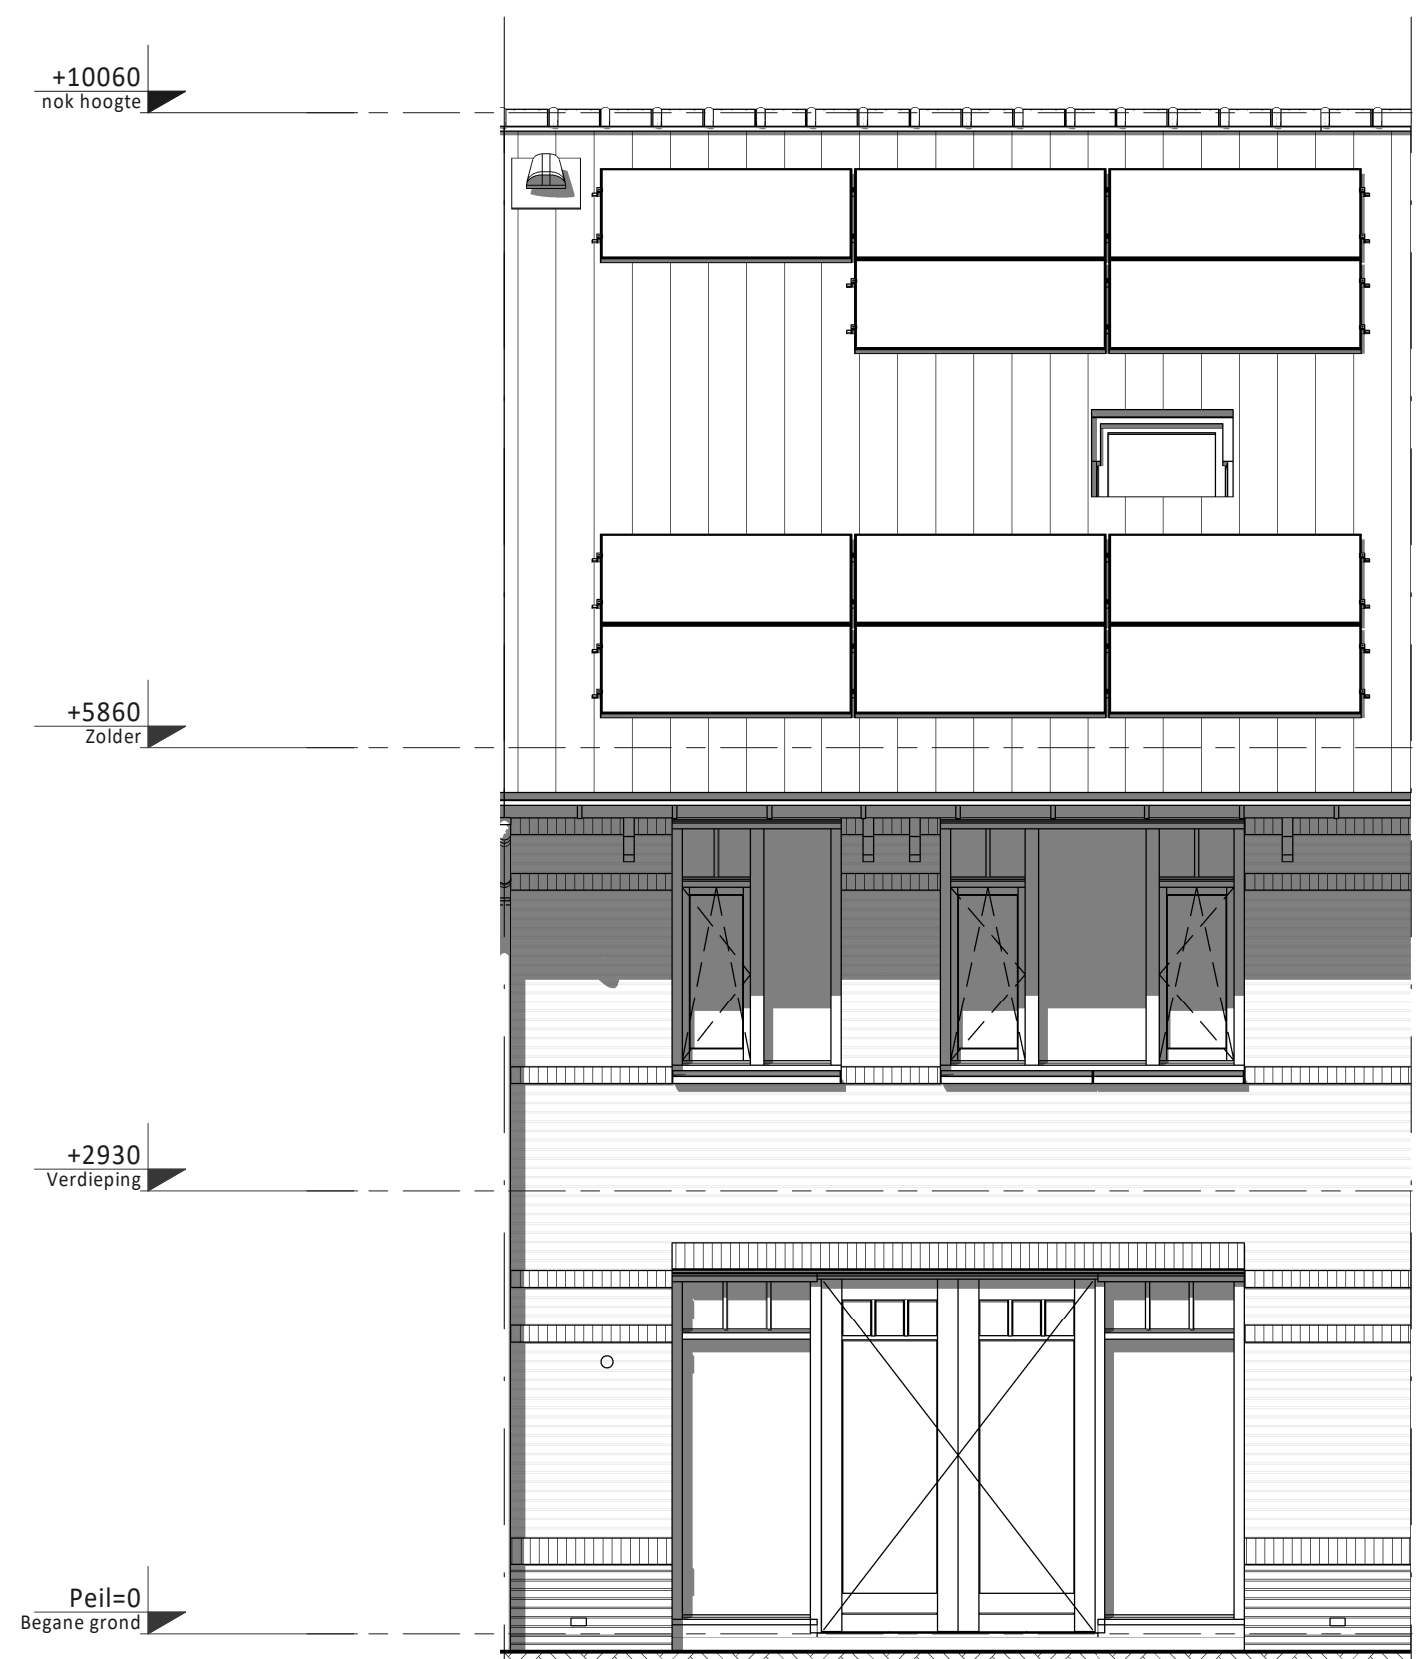 +10060
nok hoogte
+5860
Zolder
+2930
Verdieping
Peil=0
Begane grond